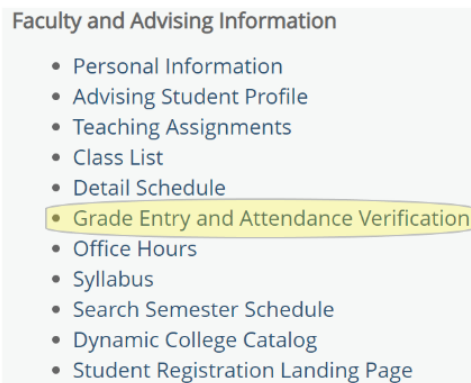 Faculty and Advising Information
• Personal Information
• Advising Student Profile
• Teaching Assignments
• Class List
• Detail Schedule
• Grade Entry and Attendance Verification
• Office Hours
• Syllabus
• Search Semester Schedule
• Dynamic College Catalog
• Student Registration Landing Page